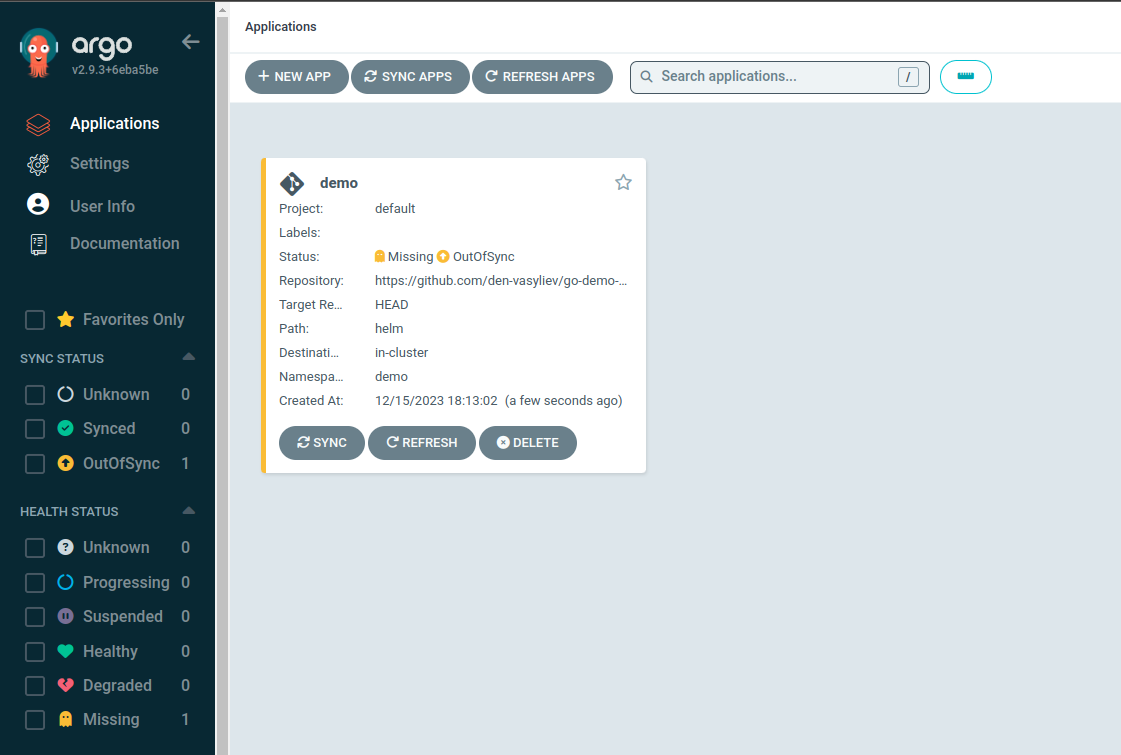 argo
v2.9.3+6eba5be
Applications
Settings
User Info
Documentation
Favorites Only
SYNC STATUS
Unknown 0
Synced 0
OutOfSync 1
HEALTH STATUS
Unknown 0
Progressing 0
Suspended 0
Healthy 0
Degraded 0
Missing 1
Applications
+ NEW APP SYNC APPS REFRESH APPS Search applications... /
demo
Project: default
Labels:
Status: Missing OutOfSync
Repository: https://github.com/den-vasyliev/go-demo-...
Target Re... HEAD
Path: helm
Destinati... in-cluster
Namespa... demo
Created At: 12/15/2023 18:13:02 (a few seconds ago)
SYNC REFRESH DELETE